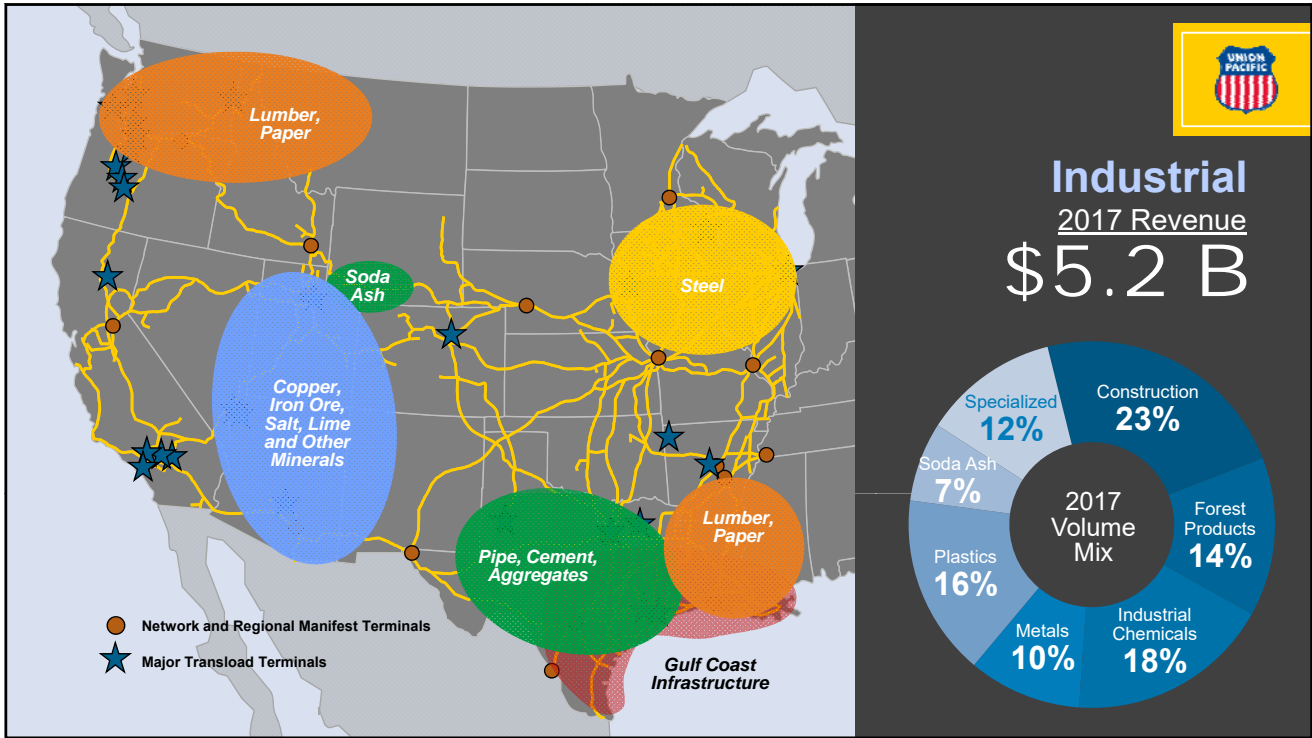 Lumber,
Paper
Soda
Ash
Steel
Copper,
Iron Ore,
Salt, Lime
and Other
Minerals
Lumber,
Paper
Pipe, Cement,
Aggregates
Network and Regional Manifest Terminals
Major Transload Terminals
Gulf Coast
Infrastructure
UNION
PACIFIC
Industrial
2017 Revenue
$5.2 B
Construction
23%
Specialized
12%
Soda Ash
7%
Forest
Products
14%
2017
Volume
Mix
Plastics
16%
Industrial
Chemicals
18%
Metals
10%